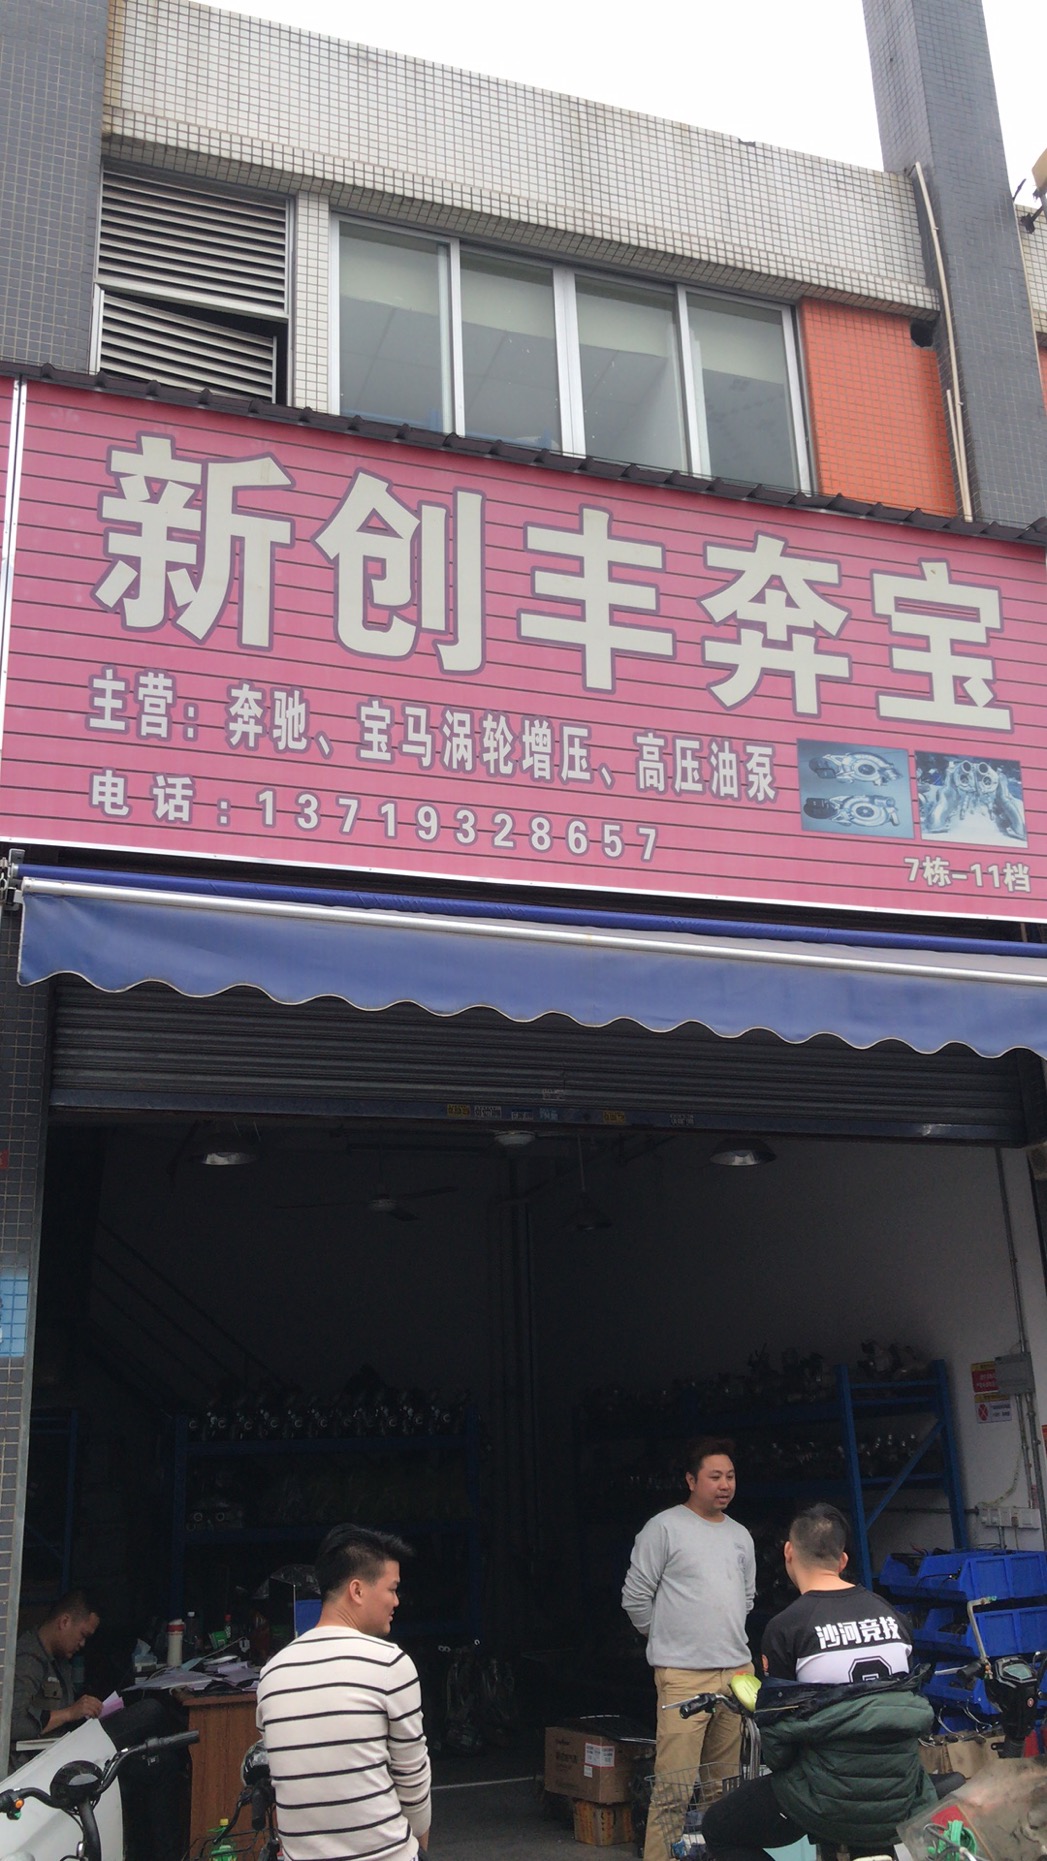 新创丰奔宝
主营：奔驰、宝马涡轮增压、高压油泵
电话：13719328657
7栋-11档
沙河竞技